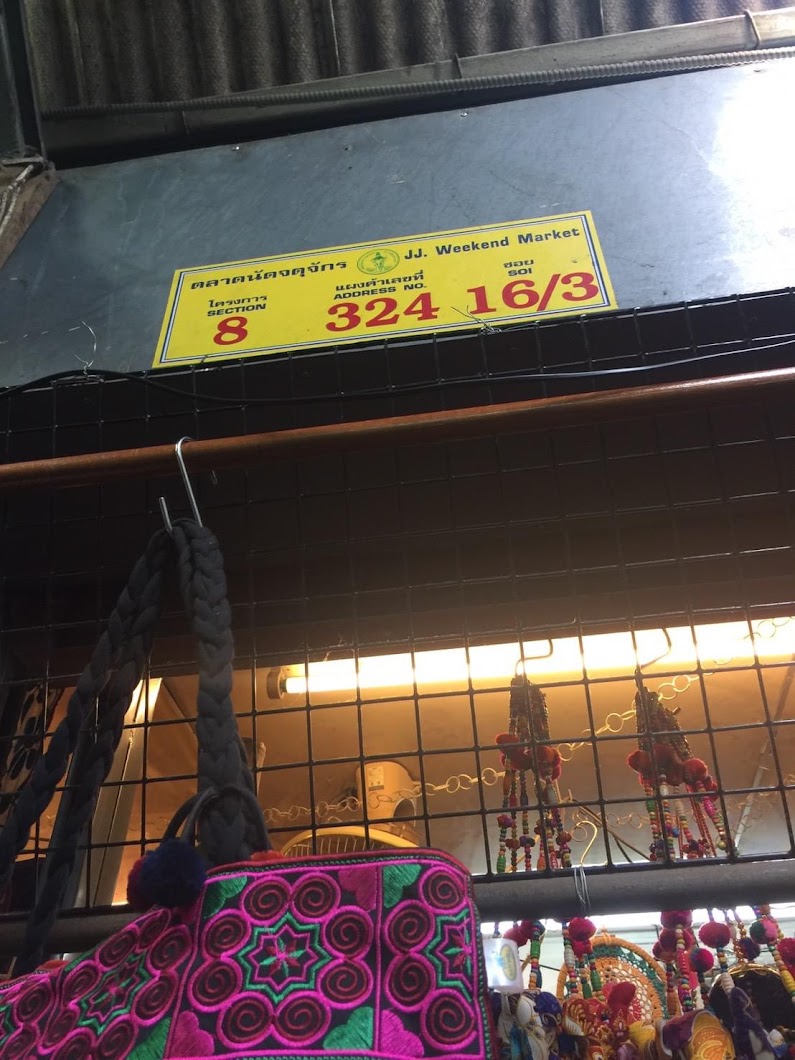 ตลาดนัดจตุจักร JJ. Weekend Market
โครงการ แผงค้าเลขที่ ซอย
SECTION ADDRESS NO. SOI
8 324 16/3